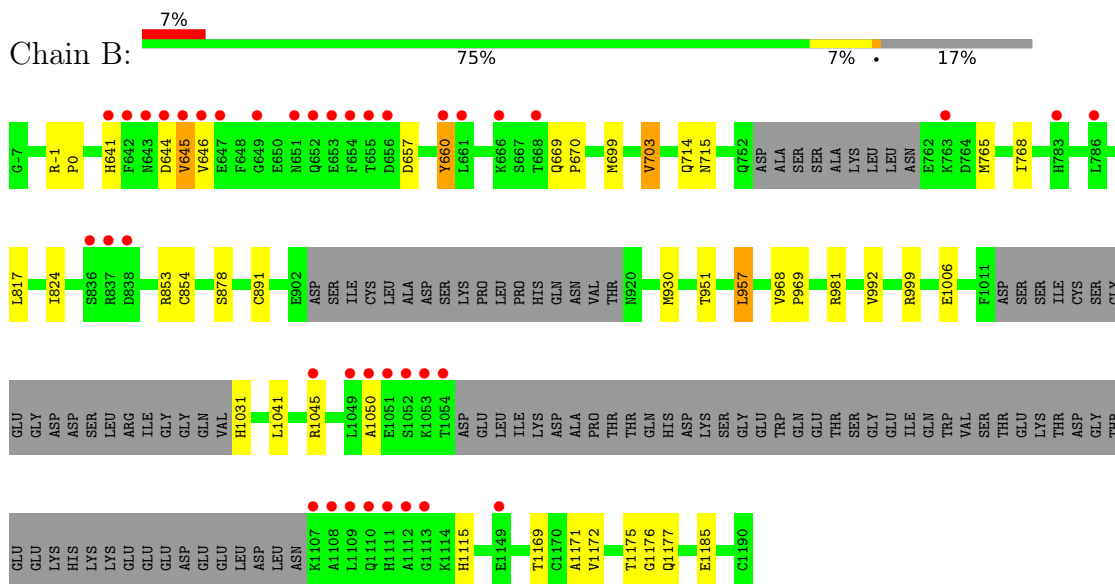 7%
Chain B:
75% 7% • 17%
G-7 R-1 P0 H641 F642 N643 D644 V645 V646 E647 F648 G649 E650 N651 Q652 E653 F654 T655 D656 D657 Y660 L661 K666 S667 T668 Q669 P670 M699 V703 Q714 N715 Q752 ASP ALA SER SER ALA LYS LEU LEU ASN E762 K763 D764 M765 I768 H783 L786
L817 I824 S836 R837 D838 R853 C854 S878 C891 E902 ASP SER ILE CYS LEU ALA ASP SER LYS PRO LEU PRO HIS GLN ASN VAL THR N920 M930 T951 L957 V968 P969 R981 V992 R999 E1006 F1011 ASP SER SER ILE CYS SER GLY
GLU GLY ASP ASP SER LEU ARG ILE GLY GLY GLN VAL H1031 L1041 R1045 L1049 A1050 E1051 S1052 K1053 T1054 ASP GLU LEU ILE LYS ASP ALA PRO THR THR GLN HIS ASP LYS SER GLY GLU TRP GLN GLU THR SER GLY GLU ILE GLN TRP VAL SER THR GLU LYS THR ASP GLY THR
GLU GLU LYS HIS LYS LYS GLU GLU GLU ASP GLU GLU LEU ASP LEU ASN K1107 A1108 L1109 Q1110 H1111 A1112 G1113 K1114 H1115 E1149 T1169 C1170 A1171 V1172 T1175 G1176 Q1177 E1185 C1190